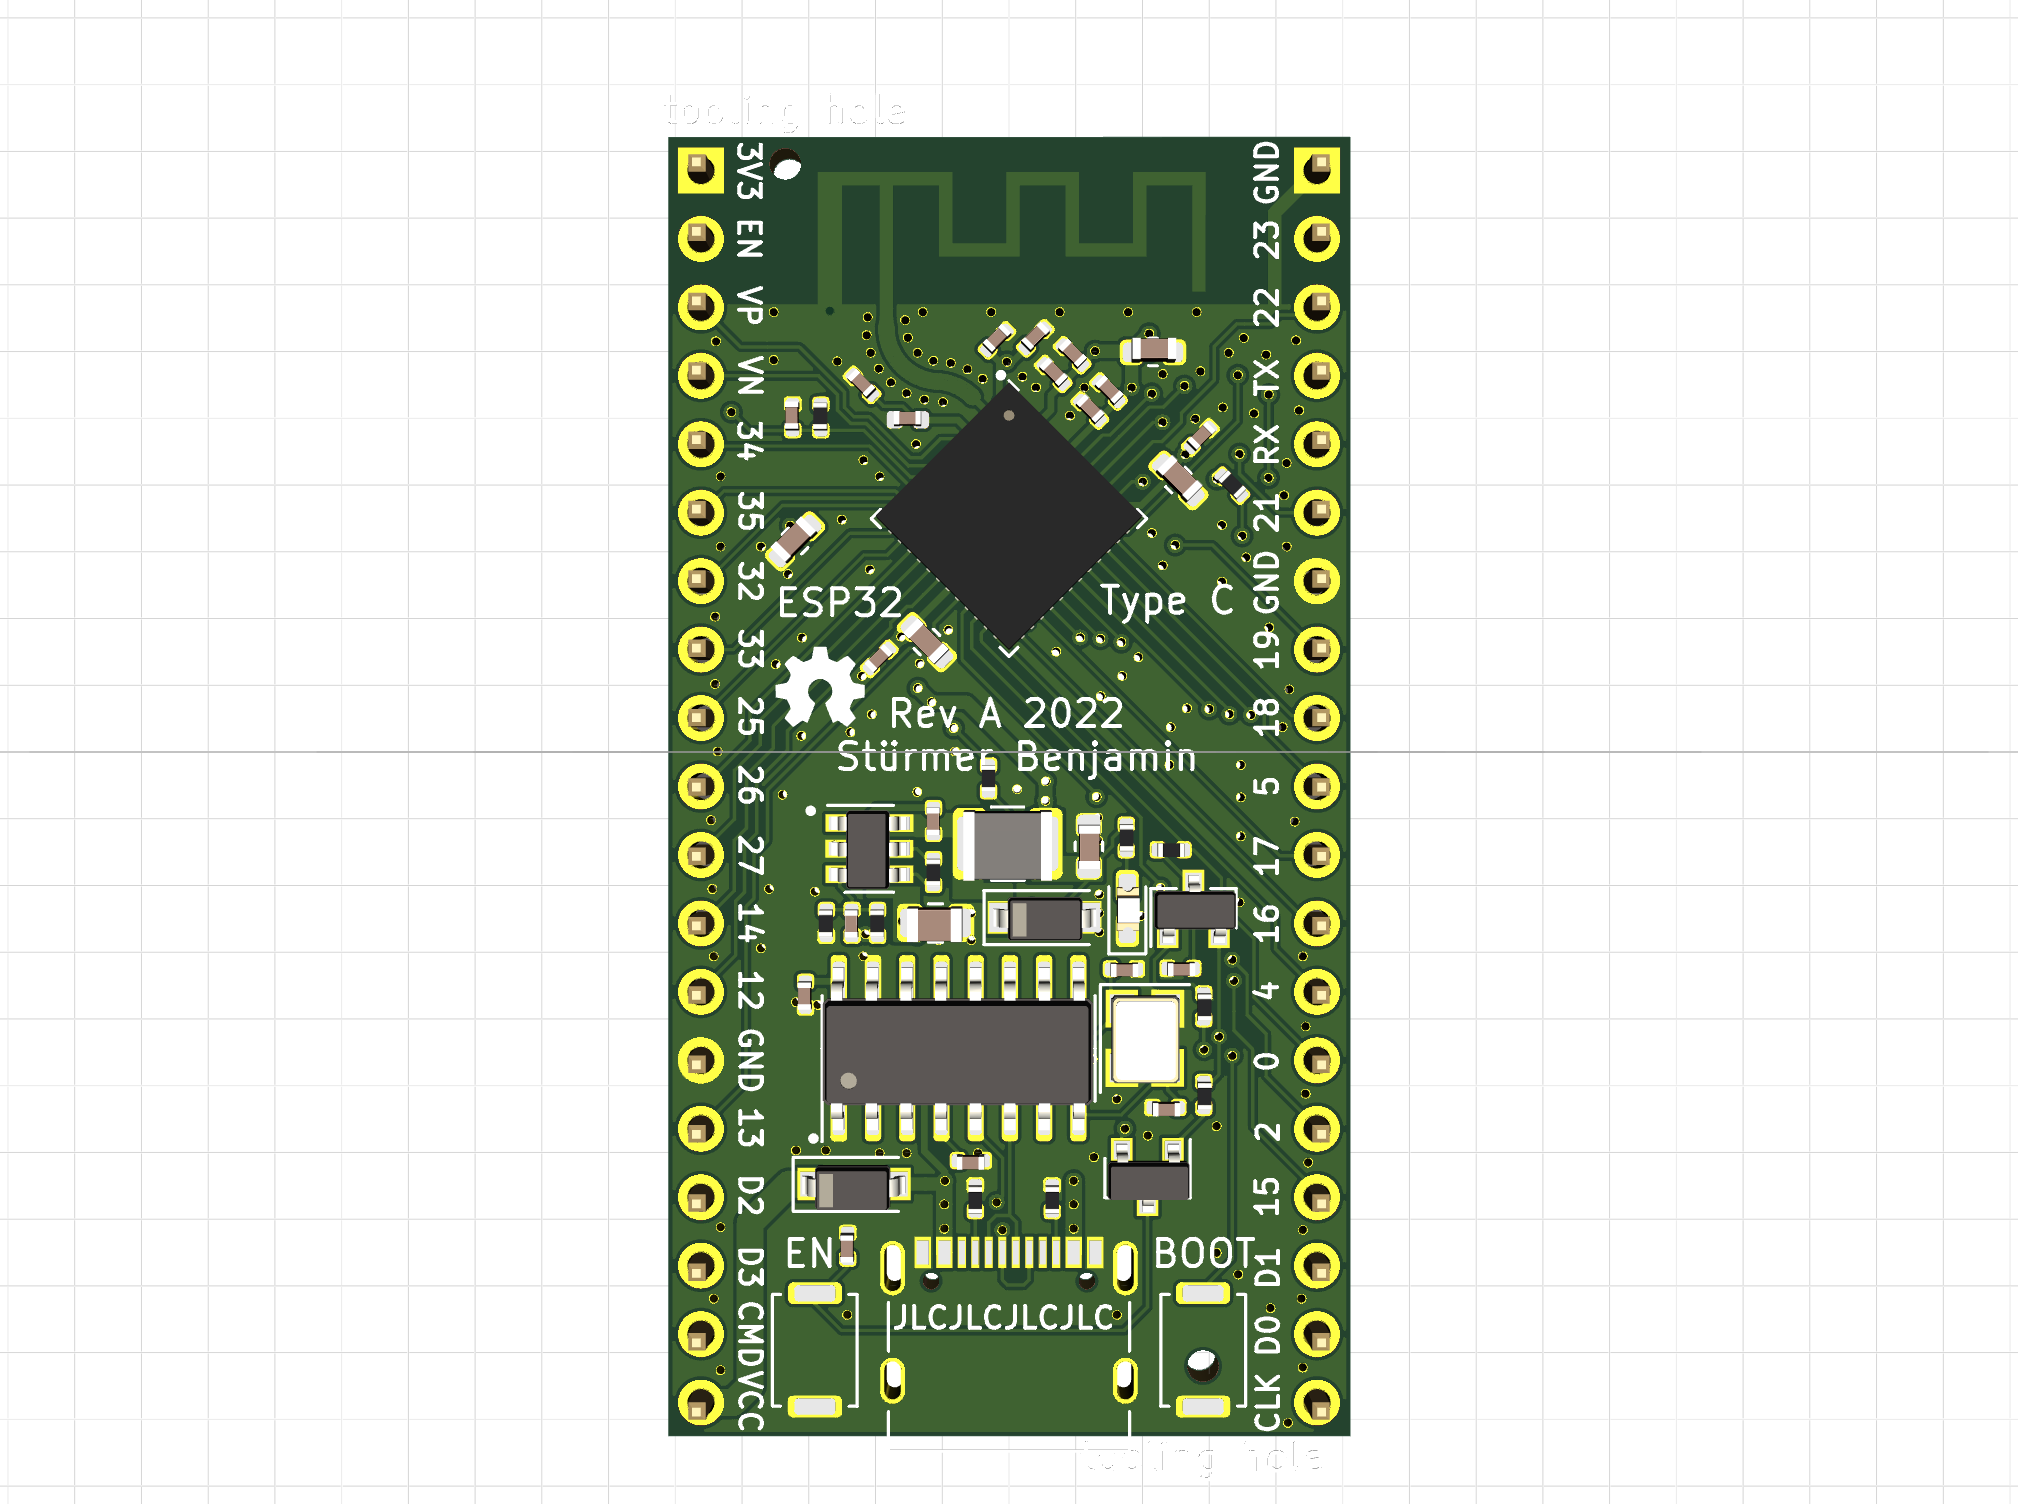 tooling hole
3V3
EN
VP
VN
34
35
32
33
25
26
27
14
12
GND
13
D2
D3
CMD
VCC
GND
23
22
TX
RX
21
GND
19
18
5
17
16
4
0
2
15
D1
D0
CLK
ESP32
Type C
Rev A 2022
Stürmer Benjamin
EN
BOOT
JLCJLCJLCJLC
tooling hole